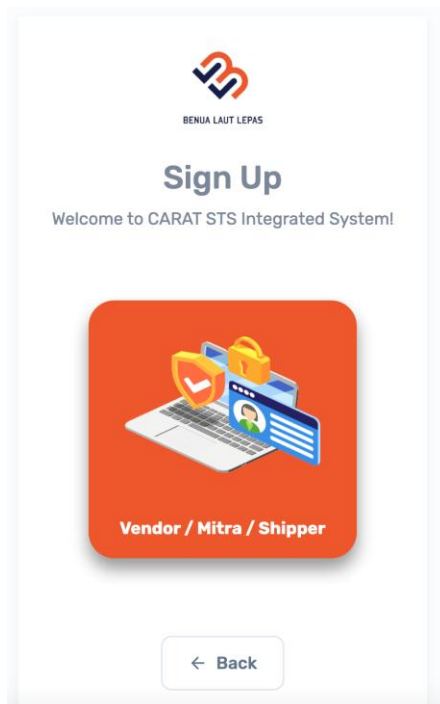 BENUA LAUT LEPAS
Sign Up
Welcome to CARAT STS Integrated System!
Vendor / Mitra / Shipper
← Back